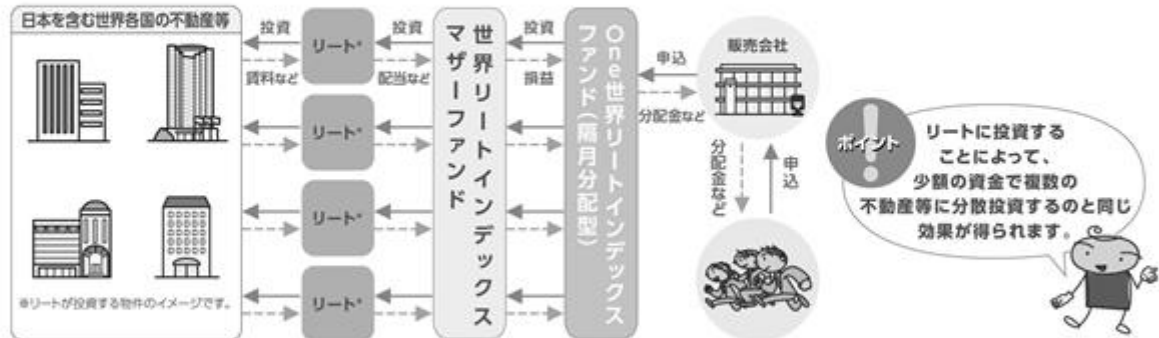 日本を含む世界各国の不動産等
※リートが投資する物件のイメージです。
投資
賃料など
リート*
リート*
リート*
リート*
投資
配当など
世界リートインデックス
マザーファンド
投資
損益
One世界リートインデックス
ファンド(隔月分配型)
申込
分配金など
販売会社
分配金など
申込
ポイント
リートに投資する
ことによって、
少額の資金で複数の
不動産等に分散投資するのと同じ
効果が得られます。